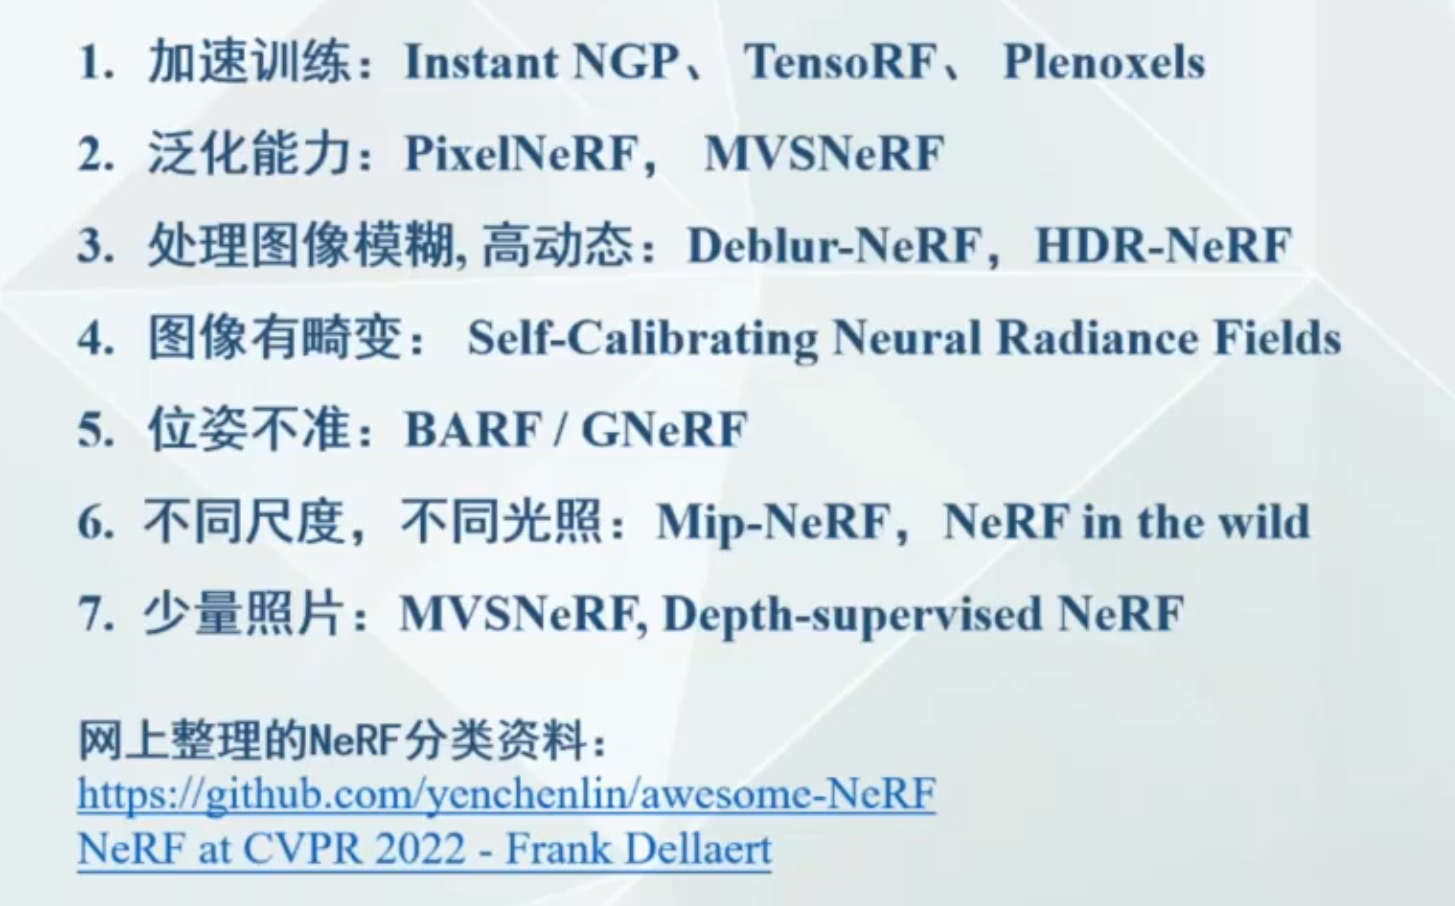 1. 加速训练：Instant NGP、 TensoRF、 Plenoxels
2. 泛化能力：PixelNeRF， MVSNeRF
3. 处理图像模糊, 高动态：Deblur-NeRF，HDR-NeRF
4. 图像有畸变： Self-Calibrating Neural Radiance Fields
5. 位姿不准：BARF / GNeRF
6. 不同尺度，不同光照：Mip-NeRF，NeRF in the wild
7. 少量照片：MVSNeRF, Depth-supervised NeRF
网上整理的NeRF分类资料：
https://github.com/yenchenlin/awesome-NeRF
NeRF at CVPR 2022 - Frank Dellaert